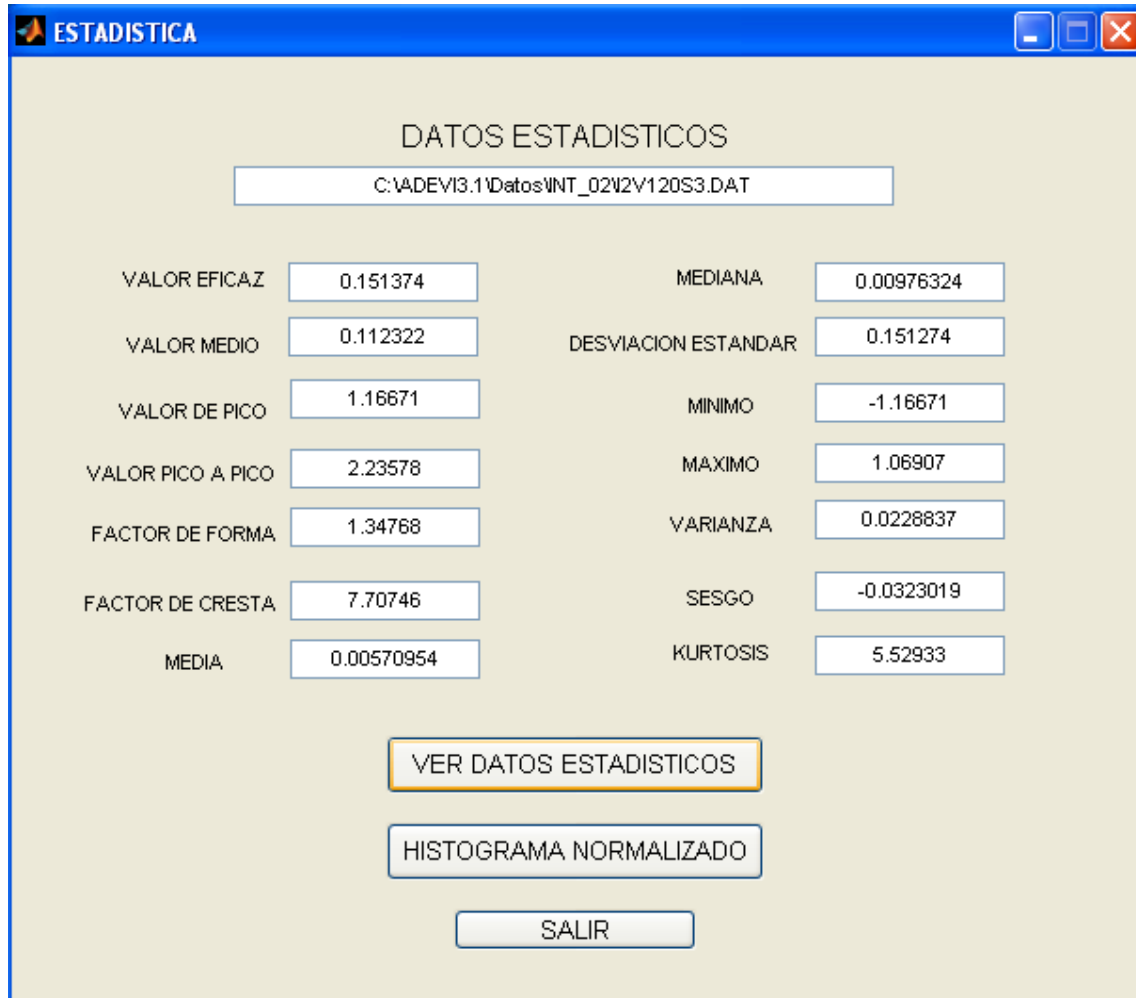 ESTADISTICA
DATOS ESTADISTICOS
C:\ADEVI3.1\Datos\INT_02\I2V120S3.DAT
VALOR EFICAZ 0.151374
MEDIANA 0.00976324
VALOR MEDIO 0.112322
DESVIACION ESTANDAR 0.151274
VALOR DE PICO 1.16671
MINIMO -1.16671
VALOR PICO A PICO 2.23578
MAXIMO 1.06907
FACTOR DE FORMA 1.34768
VARIANZA 0.0228837
FACTOR DE CRESTA 7.70746
SESGO -0.0323019
MEDIA 0.00570954
KURTOSIS 5.52933
VER DATOS ESTADISTICOS
HISTOGRAMA NORMALIZADO
SALIR